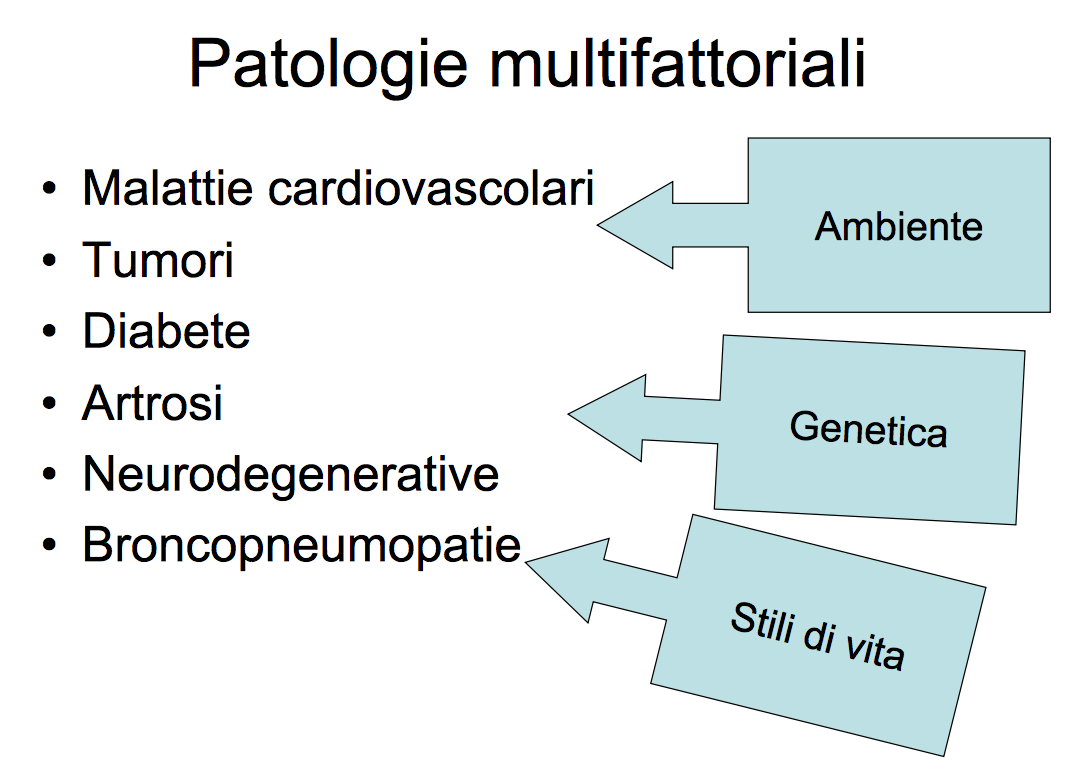 Patologie multifattoriali
• Malattie cardiovascolari
• Tumori
• Diabete
• Artrosi
• Neurodegenerative
• Broncopneumopatie
Ambiente
Genetica
Stili di vita